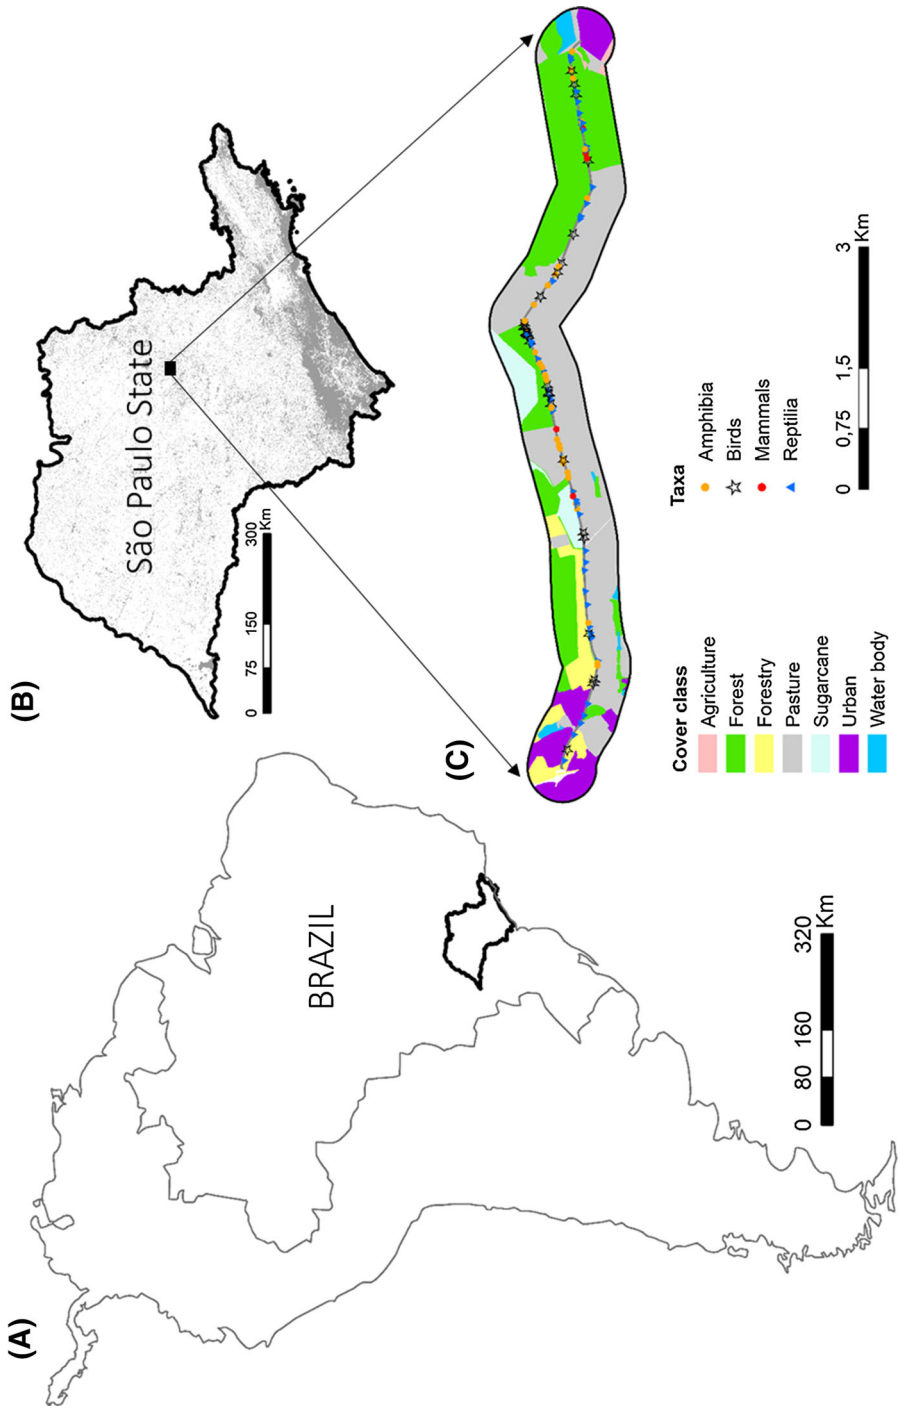 (A)
BRAZIL
0 80 160 320
Km
(B)
São Paulo State
0 75 150 300
Km
(C)
Cover class
Agriculture
Forest
Forestry
Pasture
Sugarcane
Urban
Water body
Taxa
Amphibia
Birds
Mammals
Reptilia
0 0,75 1,5 3
Km